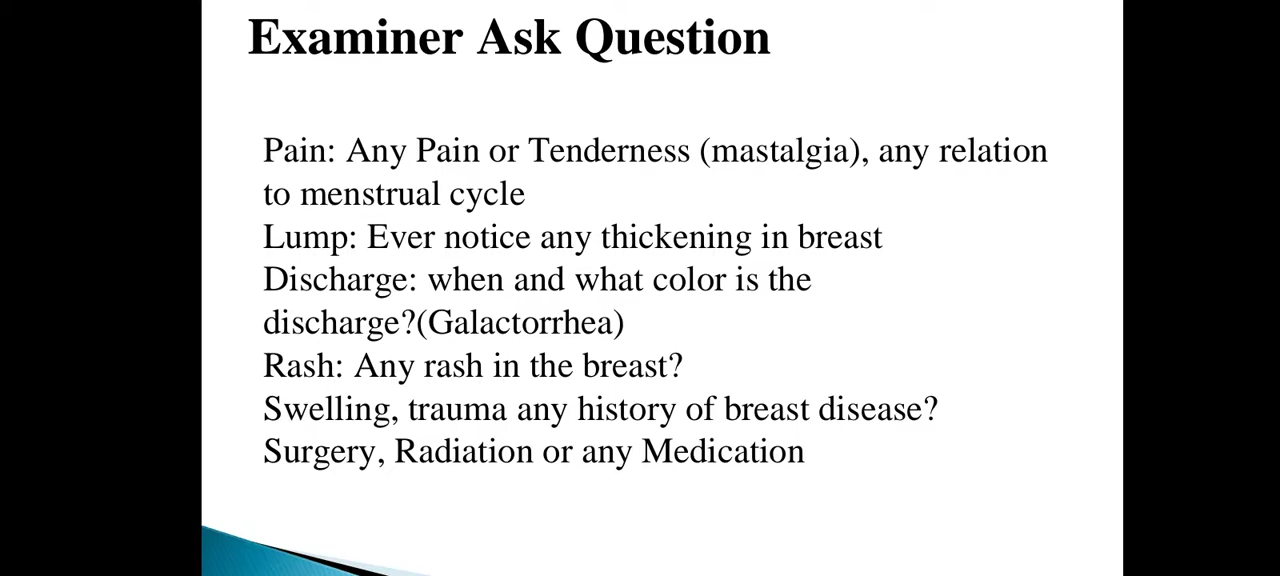 Examiner Ask Question
Pain: Any Pain or Tenderness (mastalgia), any relation
to menstrual cycle
Lump: Ever notice any thickening in breast
Discharge: when and what color is the
discharge?(Galactorrhea)
Rash: Any rash in the breast?
Swelling, trauma any history of breast disease?
Surgery, Radiation or any Medication